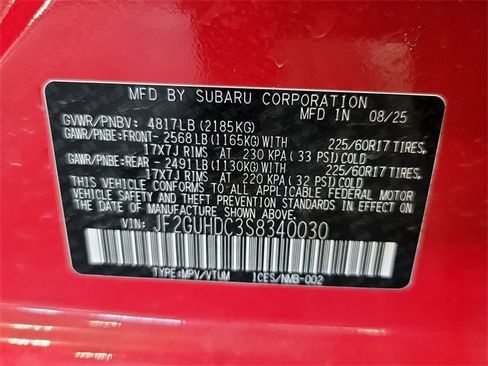 MFD BY SUBARU CORPORATION
MFD IN 08/25
GVWR/PNBV: 4817LB (2185KG)
GAWR/PNBE:FRONT- 2568LB(1165KG)WITH 225/60R17 TIRES,
17X7J RIMS AT 230 KPA( 33 PSI)COLD
GAWR/PNBE:REAR - 2491LB(1130KG)WITH 225/60R17 TIRES,
17X7J RIMS AT 220 KPA( 32 PSI)COLD
THIS VEHICLE CONFORMS TO ALL APPLICABLE FEDERAL MOTOR
VEHICLE SAFETY AND THEFT PREVENTION STANDARDS IN EFFECT
ON THE DATE OF MANUFACTURE SHOWN ABOVE.
VIN: JF2GUHDC3S8340030
TYPE:MPV/VTUM ICES/NMB-002